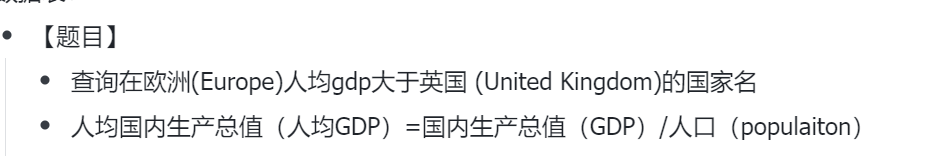 【题目】
查询在欧洲(Europe)人均gdp大于英国 (United Kingdom)的国家名
人均国内生产总值（人均GDP）=国内生产总值（GDP）/人口（populaiton）